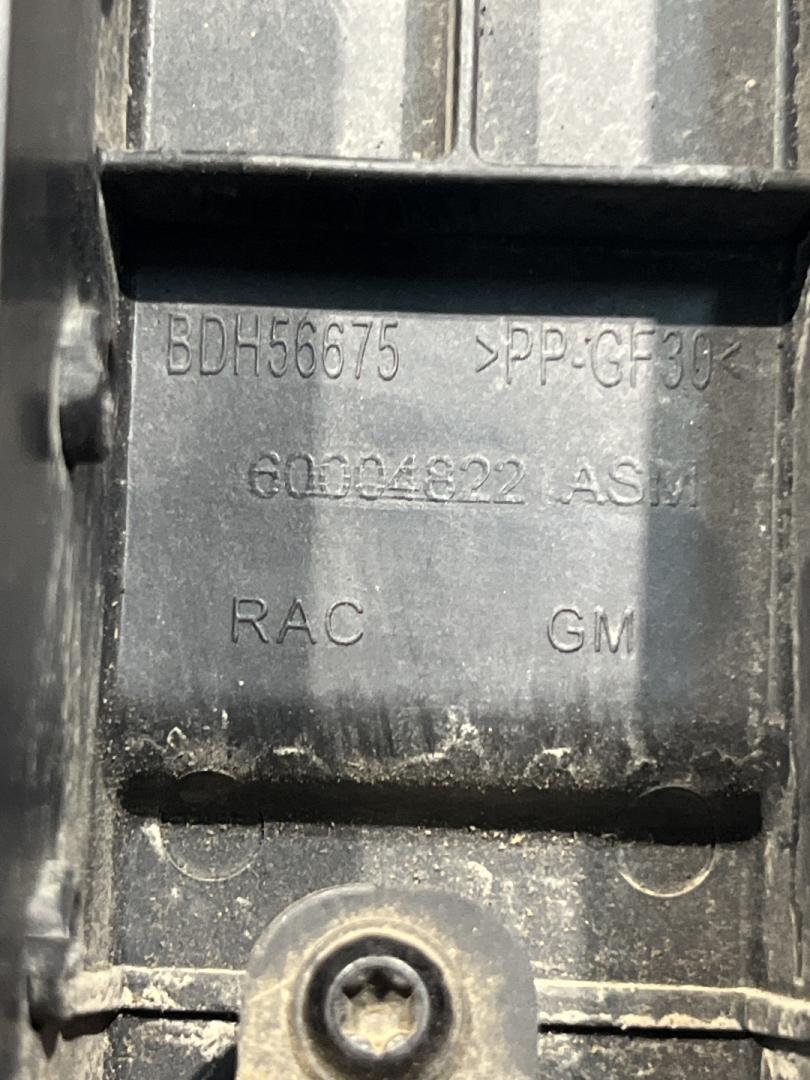 BDH56675 >PP-GF30<
60004822 ASM
RAC GM